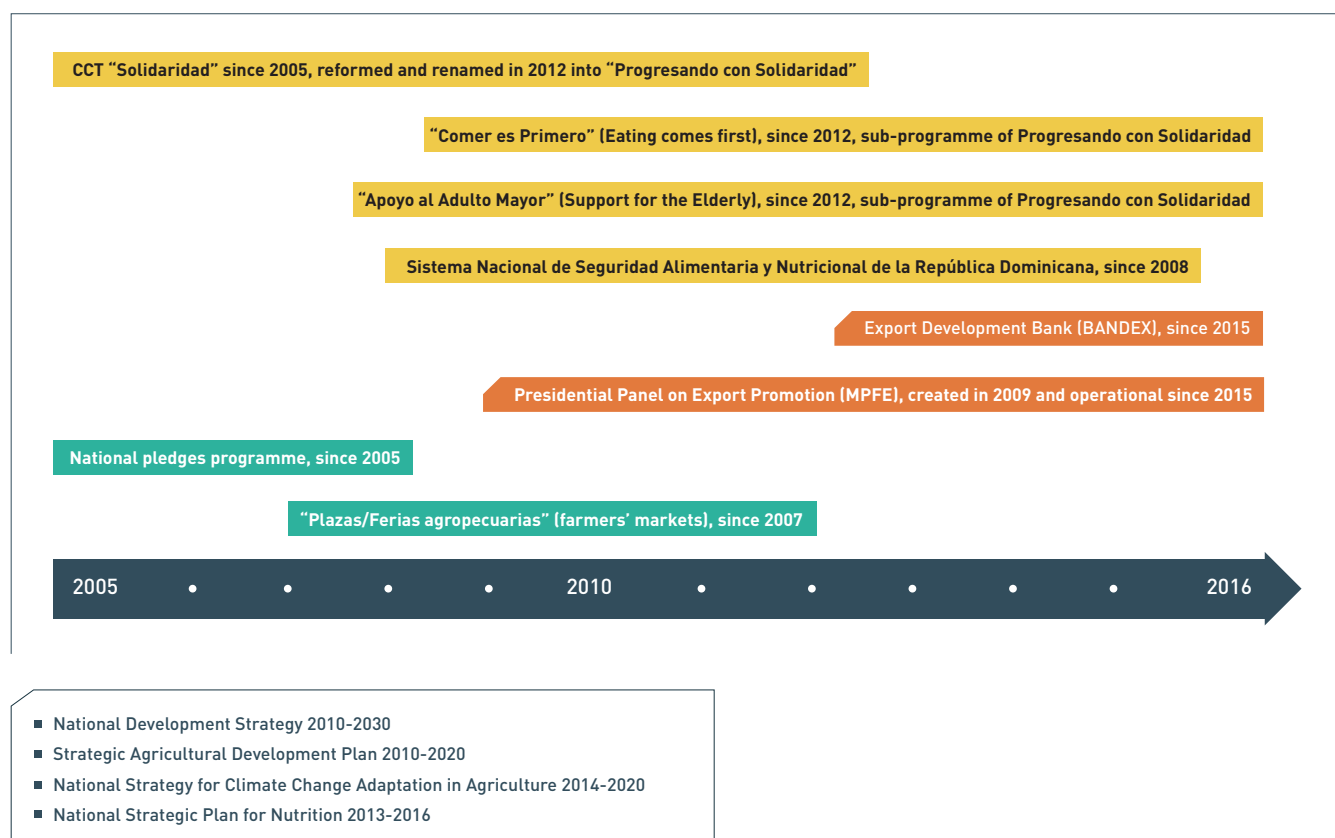 CCT “Solidaridad” since 2005, reformed and renamed in 2012 into “Progresando con Solidaridad”
“Comer es Primero” (Eating comes first), since 2012, sub-programme of Progresando con Solidaridad
“Apoyo al Adulto Mayor” (Support for the Elderly), since 2012, sub-programme of Progresando con Solidaridad
Sistema Nacional de Seguridad Alimentaria y Nutricional de la República Dominicana, since 2008
Export Development Bank (BANDEX), since 2015
Presidential Panel on Export Promotion (MPFE), created in 2009 and operational since 2015
National pledges programme, since 2005
“Plazas/Ferias agropecuarias” (farmers’ markets), since 2007
2005 2010 2016
National Development Strategy 2010-2030
Strategic Agricultural Development Plan 2010-2020
National Strategy for Climate Change Adaptation in Agriculture 2014-2020
National Strategic Plan for Nutrition 2013-2016